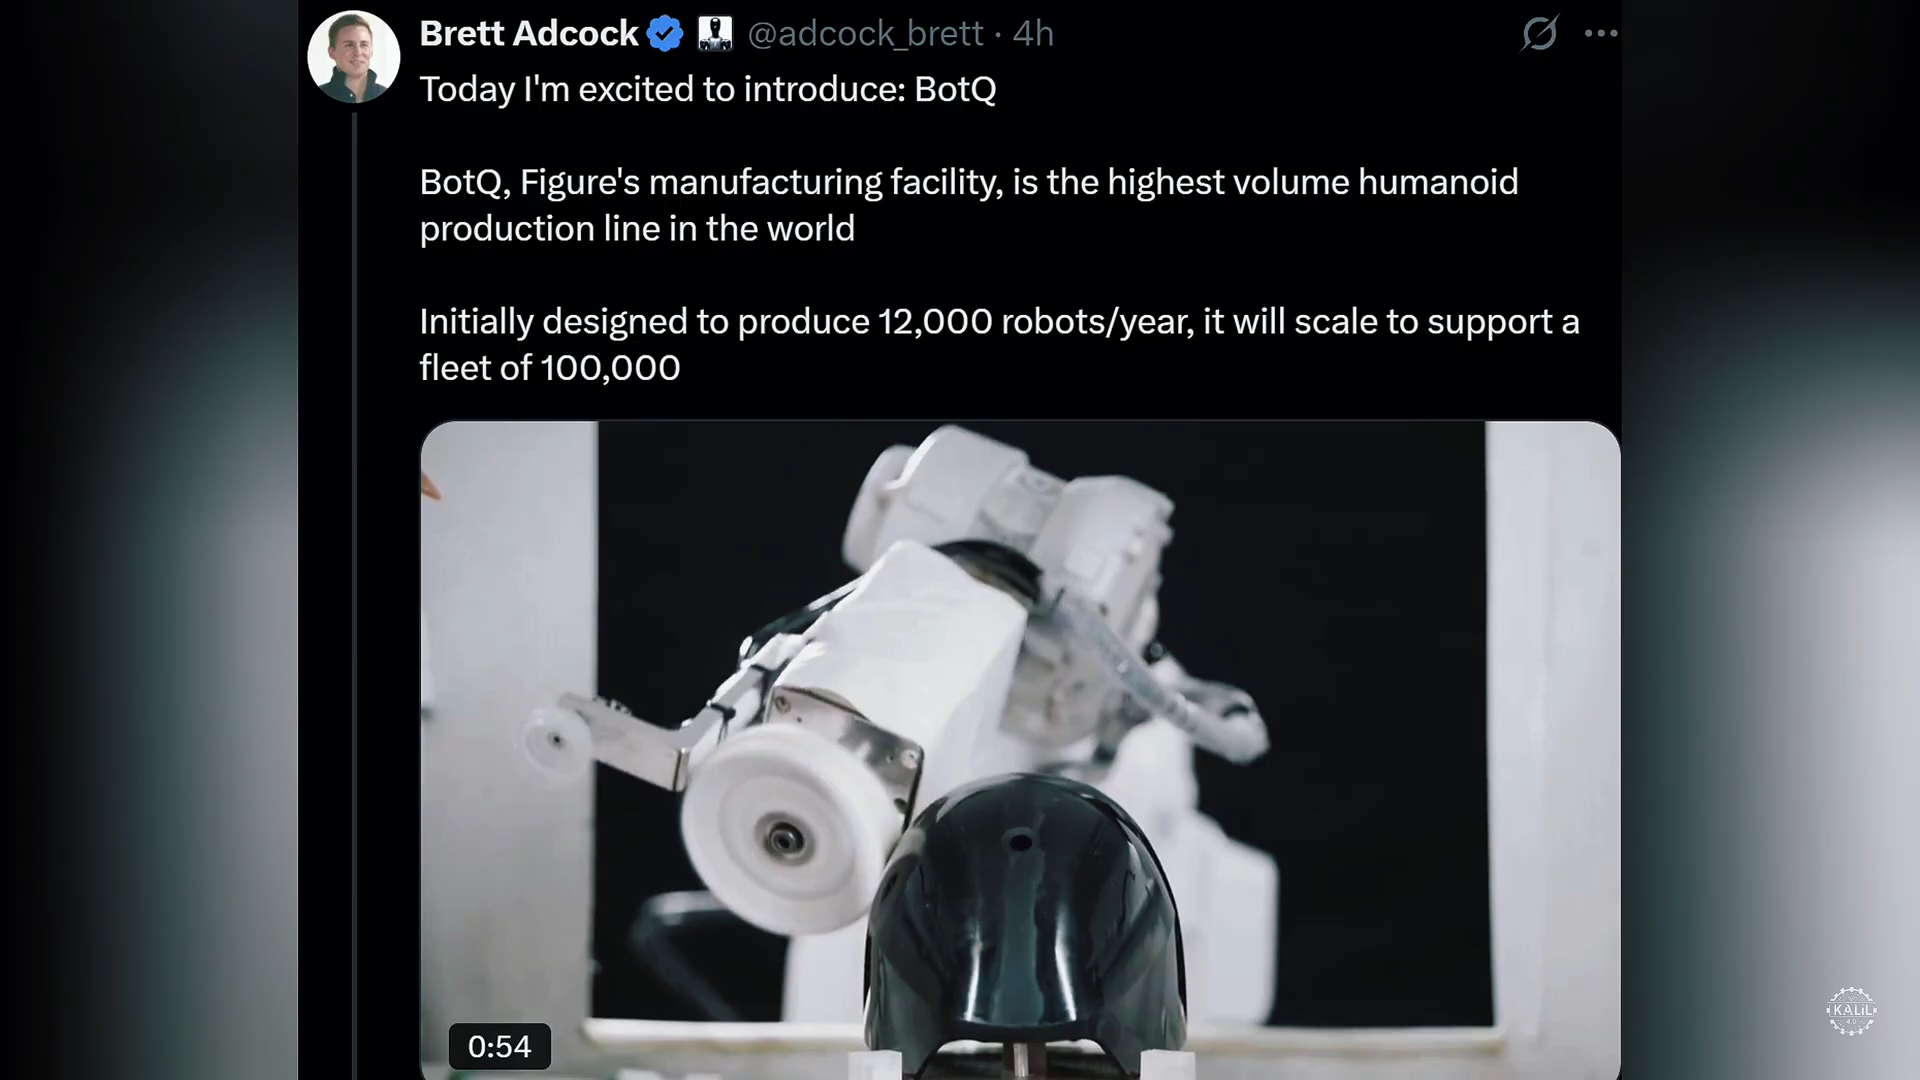 Brett Adcock @adcock_brett · 4h
Today I'm excited to introduce: BotQ
BotQ, Figure's manufacturing facility, is the highest volume humanoid
production line in the world
Initially designed to produce 12,000 robots/year, it will scale to support a
fleet of 100,000
0:54
KALIL
4.0